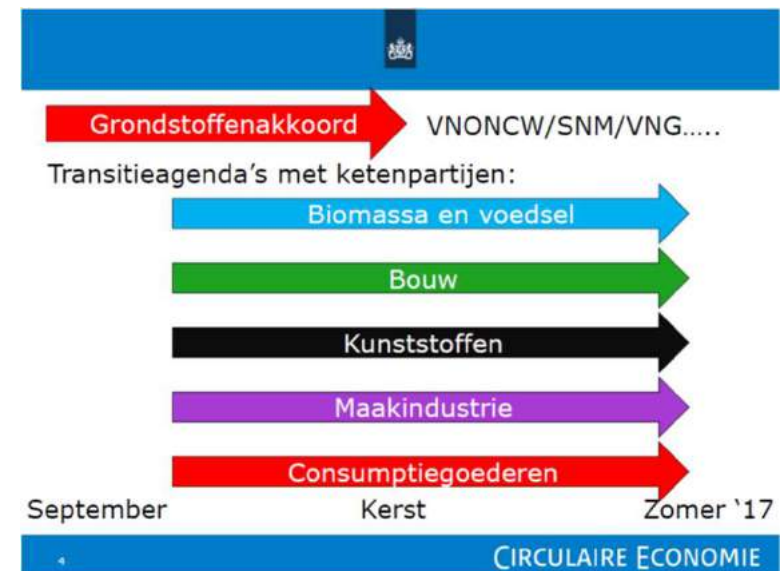 Grondstoffenakkoord VNONCW/SNM/VNG.....
Transitieagenda's met ketenpartijen:
Biomassa en voedsel
Bouw
Kunststoffen
Maakindustrie
Consumptiegoederen
September Kerst Zomer ‘17
4 CIRCULAIRE ECONOMIE